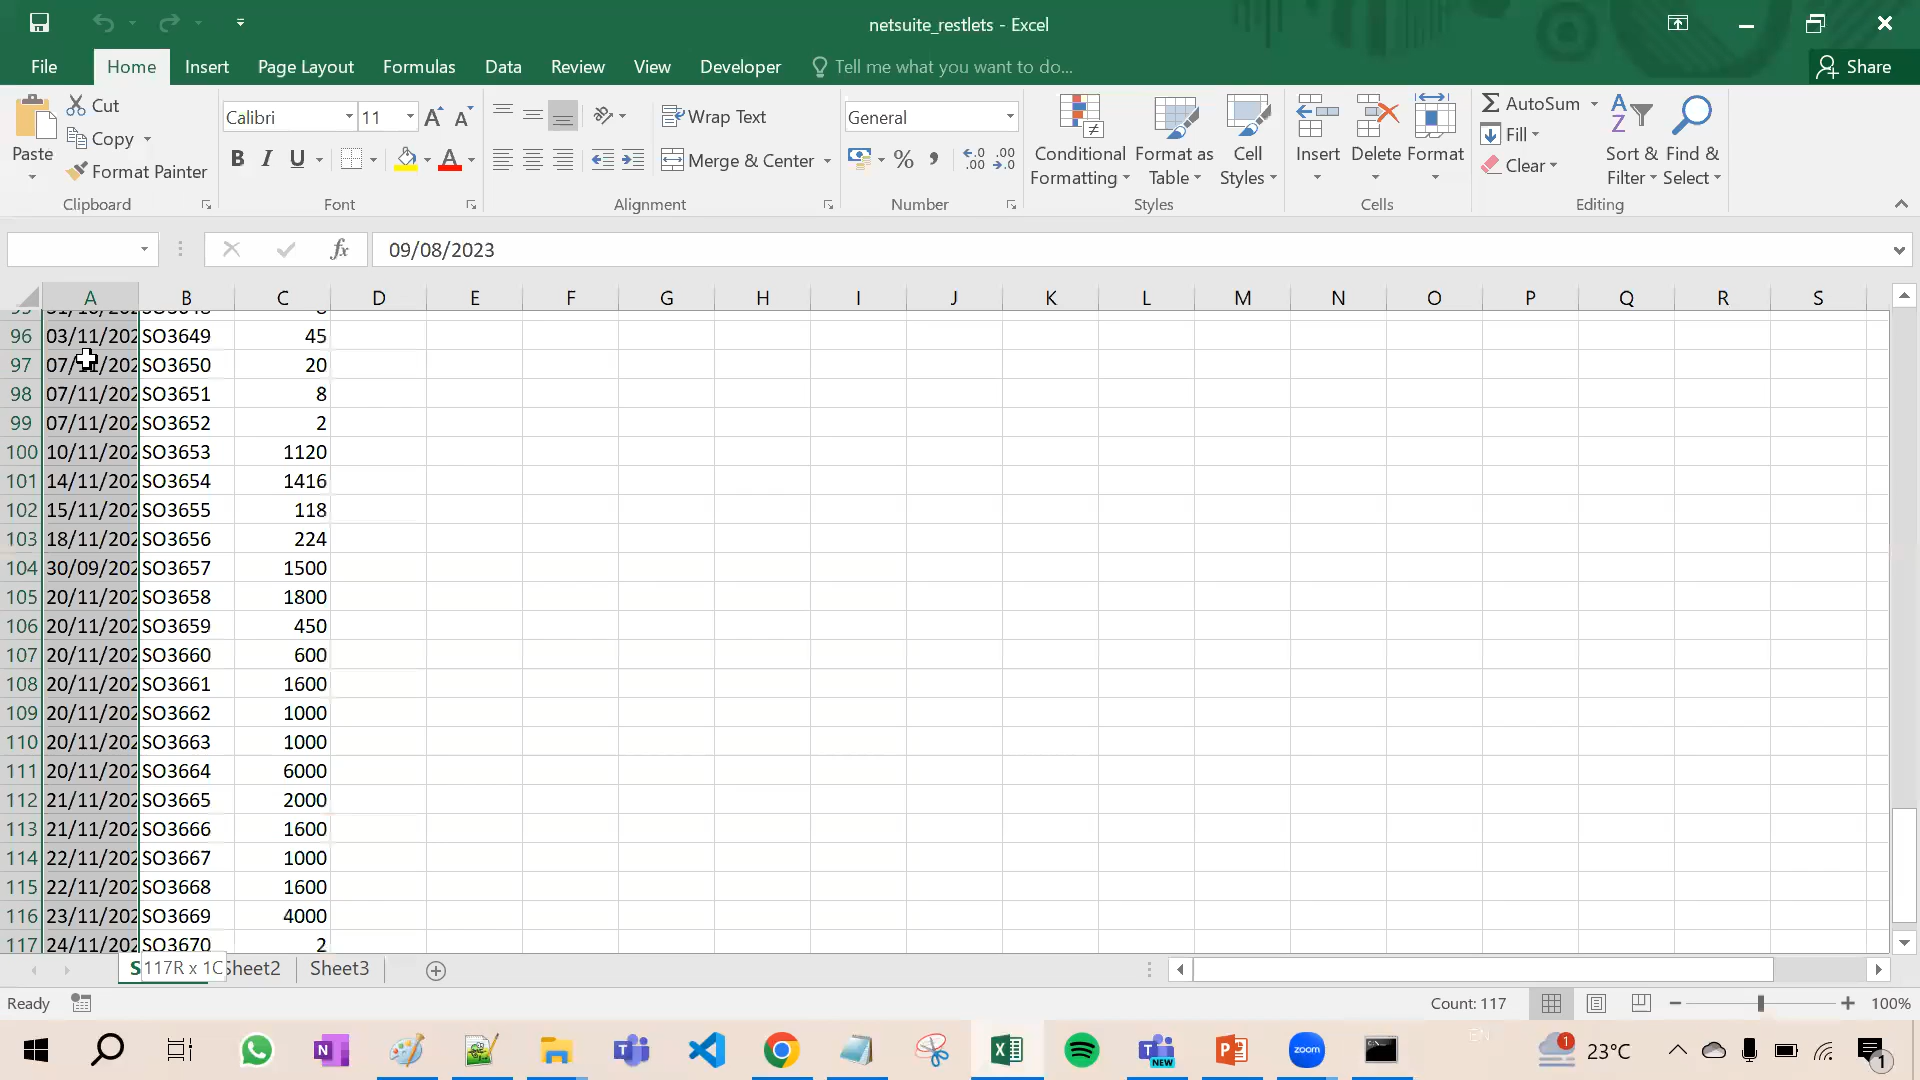 netsuite_restlets - Excel
File Home Insert Page Layout Formulas Data Review View Developer Tell me what you want to do... Share
Paste Cut Copy Format Painter Clipboard
Calibri 11 A A B I U A Font
Wrap Text Merge & Center Alignment
General % , .0 .00 .00 .0 Number
Conditional Formatting Format as Table Cell Styles Styles
Insert Delete Format Cells
AutoSum Fill Clear Sort & Filter Find & Select Editing
fx 09/08/2023
A B C D E F G H I J K L M N O P Q R S
96 03/11/202 SO3649 45
97 07/11/202 SO3650 20
98 07/11/202 SO3651 8
99 07/11/202 SO3652 2
100 10/11/202 SO3653 1120
101 14/11/202 SO3654 1416
102 15/11/202 SO3655 118
103 18/11/202 SO3656 224
104 30/09/202 SO3657 1500
105 20/11/202 SO3658 1800
106 20/11/202 SO3659 450
107 20/11/202 SO3660 600
108 20/11/202 SO3661 1600
109 20/11/202 SO3662 1000
110 20/11/202 SO3663 1000
111 20/11/202 SO3664 6000
112 21/11/202 SO3665 2000
113 21/11/202 SO3666 1600
114 22/11/202 SO3667 1000
115 22/11/202 SO3668 1600
116 23/11/202 SO3669 4000
117 24/11/202 SO3670 2
S 117R x 1C Sheet2 Sheet3
Ready Count: 117 100%
NEW zoom EN 1 23°C 1